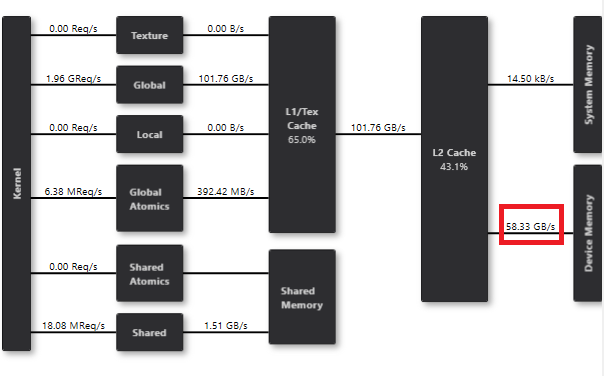 Kernel
0.00 Req/s
Texture
0.00 B/s
1.96 GReq/s
Global
101.76 GB/s
0.00 Req/s
Local
0.00 B/s
6.38 MReq/s
Global
Atomics
392.42 MB/s
0.00 Req/s
Shared
Atomics
18.08 MReq/s
Shared
1.51 GB/s
L1/Tex
Cache
65.0%
Shared
Memory
101.76 GB/s
L2 Cache
43.1%
14.50 kB/s
System Memory
58.33 GB/s
Device Memory